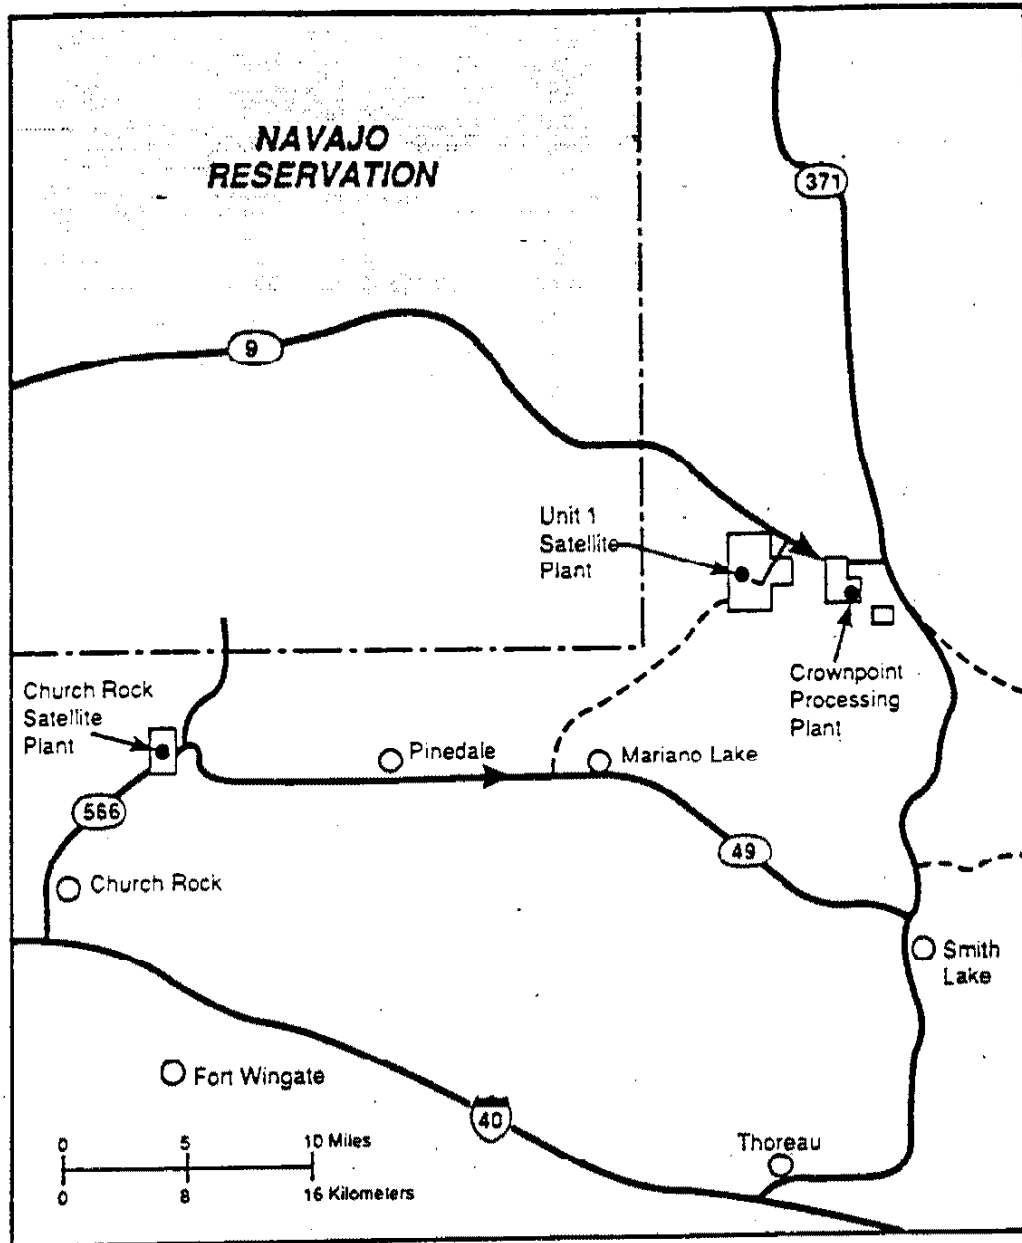 NAVAJO
RESERVATION
371
9
Unit 1
Satellite
Plant
Crownpoint
Processing
Plant
Church Rock
Satellite
Plant
Pinedale
Mariano Lake
566
49
Church Rock
Smith
Lake
Fort Wingate
40
Thoreau
0 5 10 Miles
0 8 16 Kilometers